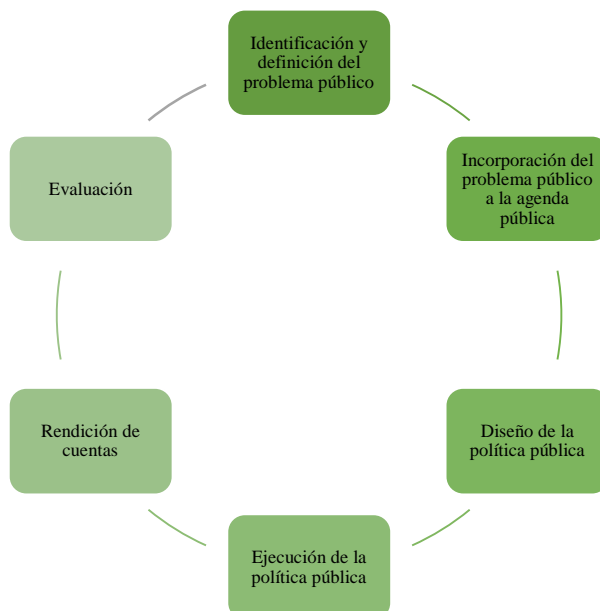 Identificación y
definición del
problema público
Incorporación del
problema público
a la agenda
pública
Diseño de la
política pública
Ejecución de la
política pública
Rendición de
cuentas
Evaluación